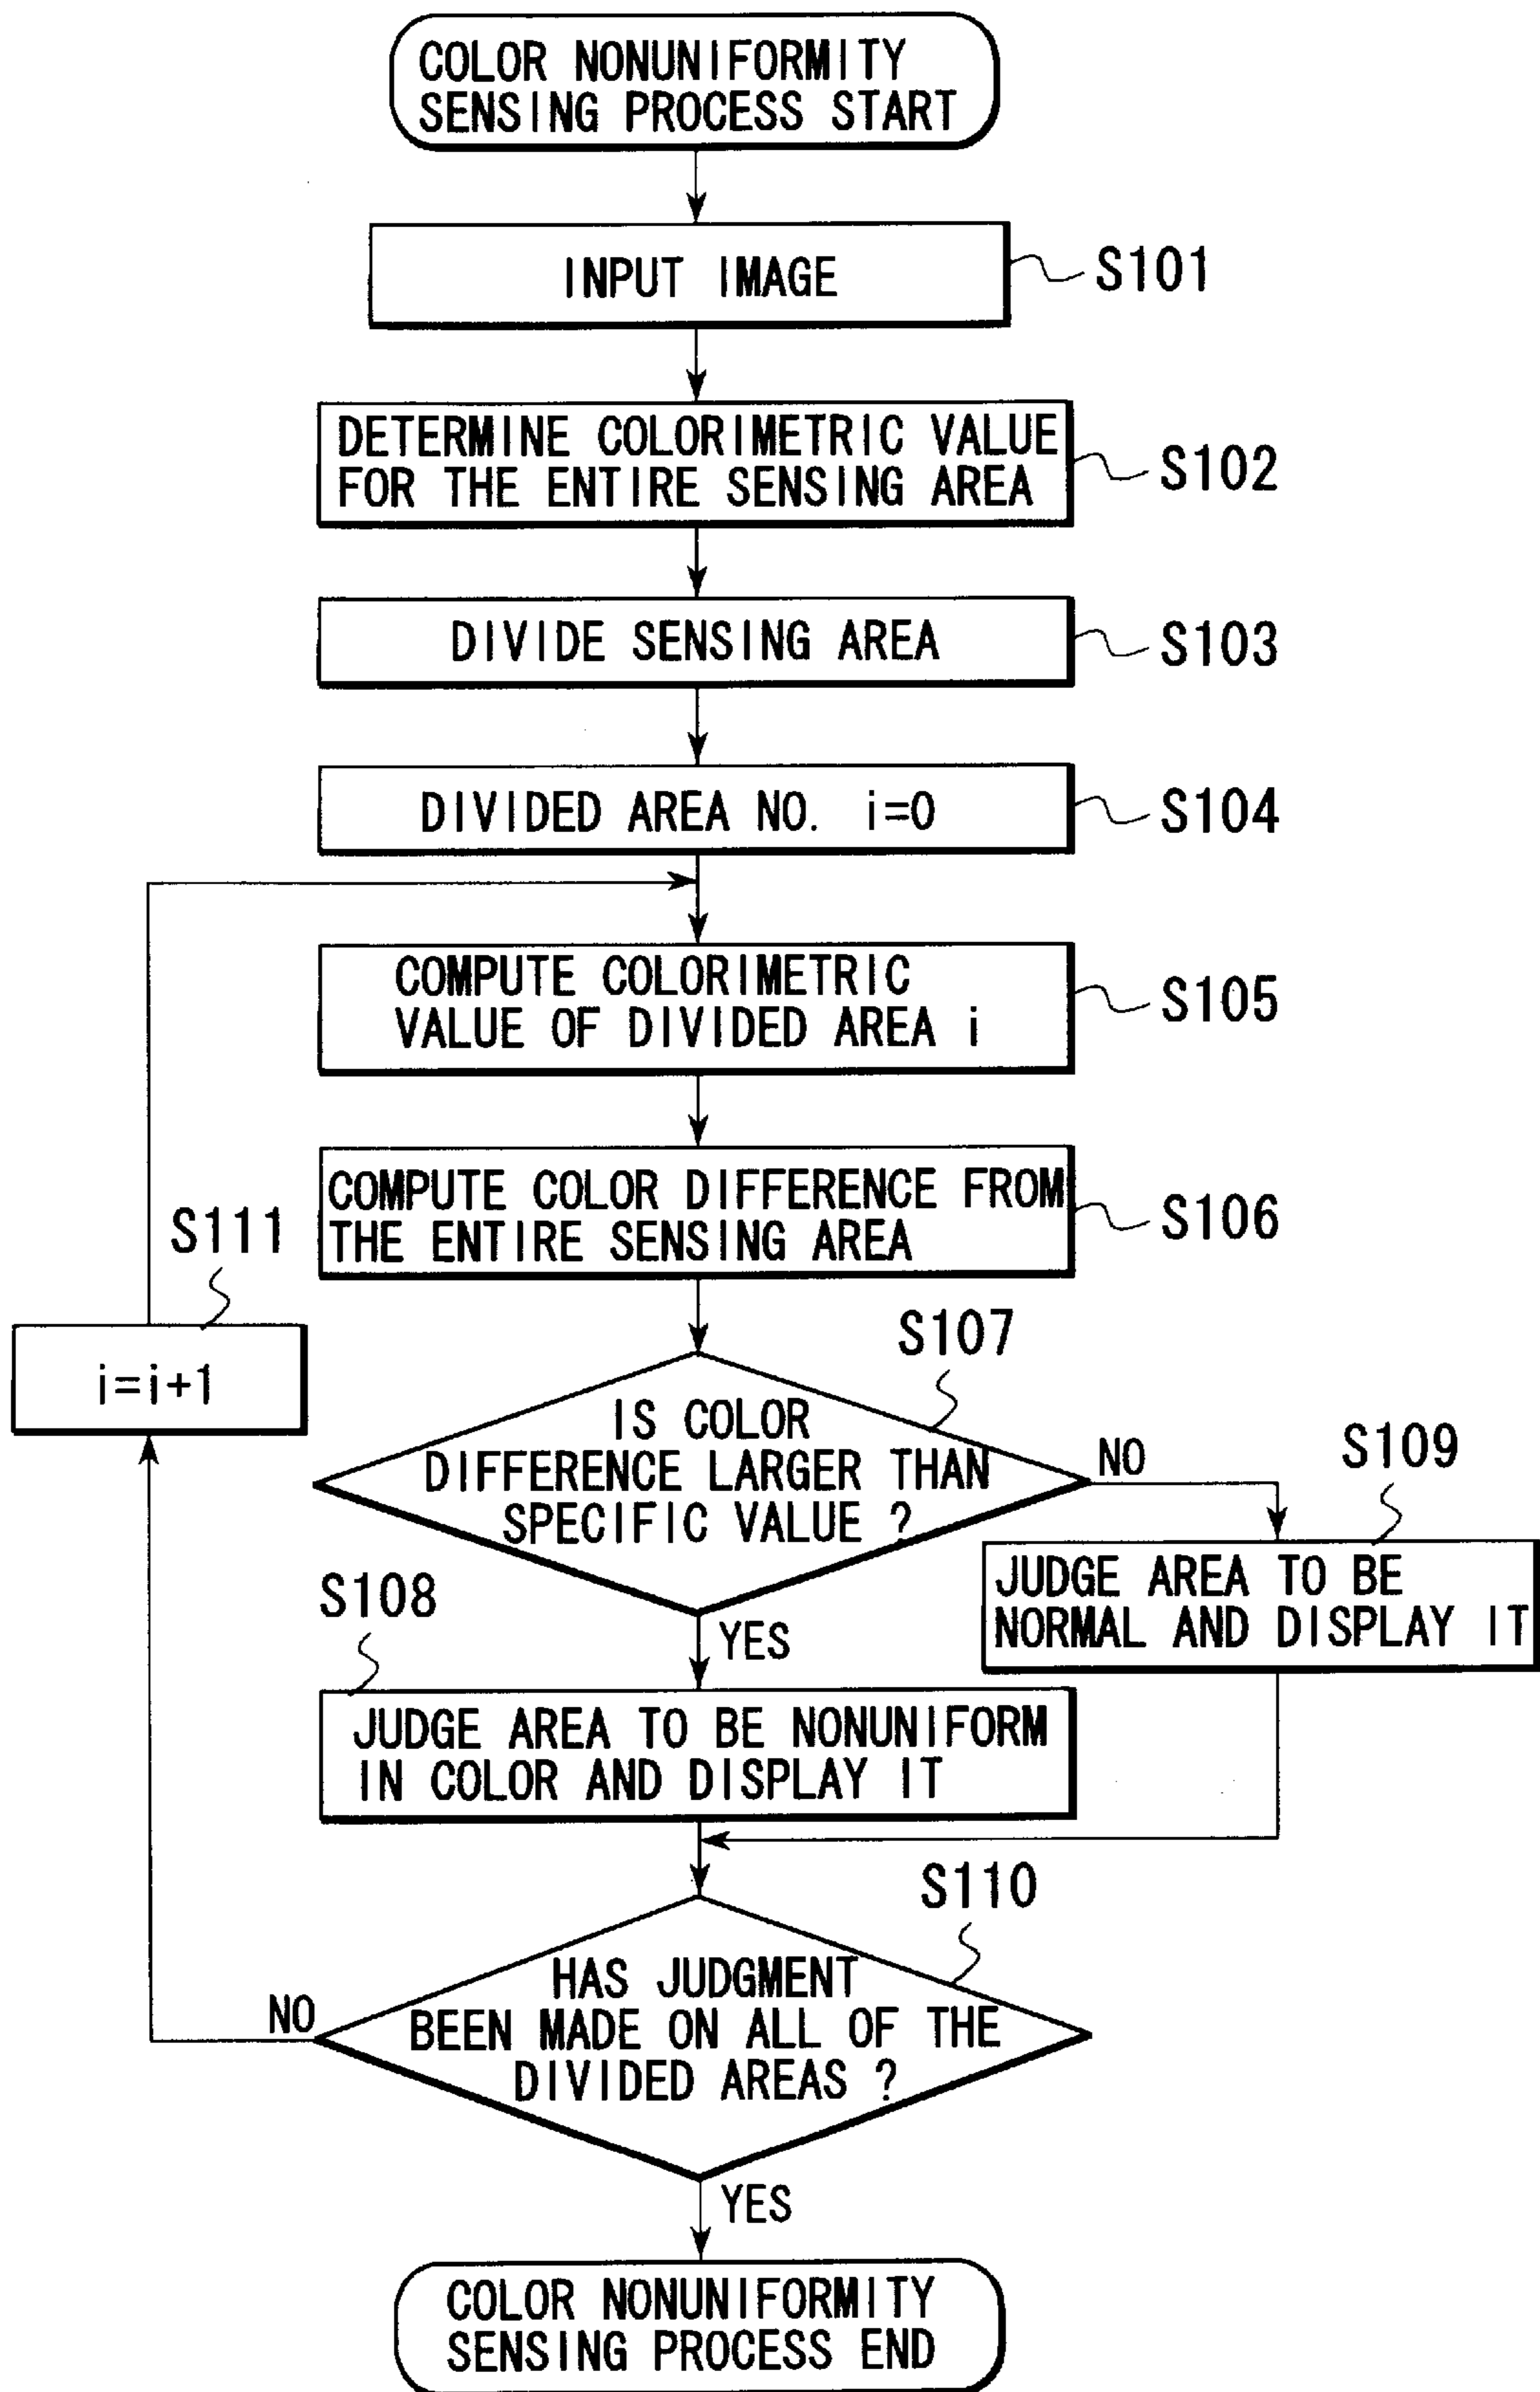 COLOR NONUNIFORMITY
SENSING PROCESS START
INPUT IMAGE
S101
DETERMINE COLORIMETRIC VALUE
FOR THE ENTIRE SENSING AREA
S102
DIVIDE SENSING AREA
S103
DIVIDED AREA NO. i=0
S104
COMPUTE COLORIMETRIC
VALUE OF DIVIDED AREA i
S105
COMPUTE COLOR DIFFERENCE FROM
THE ENTIRE SENSING AREA
S106
S111
i=i+1
S107
IS COLOR
DIFFERENCE LARGER THAN
SPECIFIC VALUE ?
NO
S109
JUDGE AREA TO BE
NORMAL AND DISPLAY IT
YES
S108
JUDGE AREA TO BE NONUNIFORM
IN COLOR AND DISPLAY IT
S110
HAS JUDGMENT
BEEN MADE ON ALL OF THE
DIVIDED AREAS ?
NO
YES
COLOR NONUNIFORMITY
SENSING PROCESS END